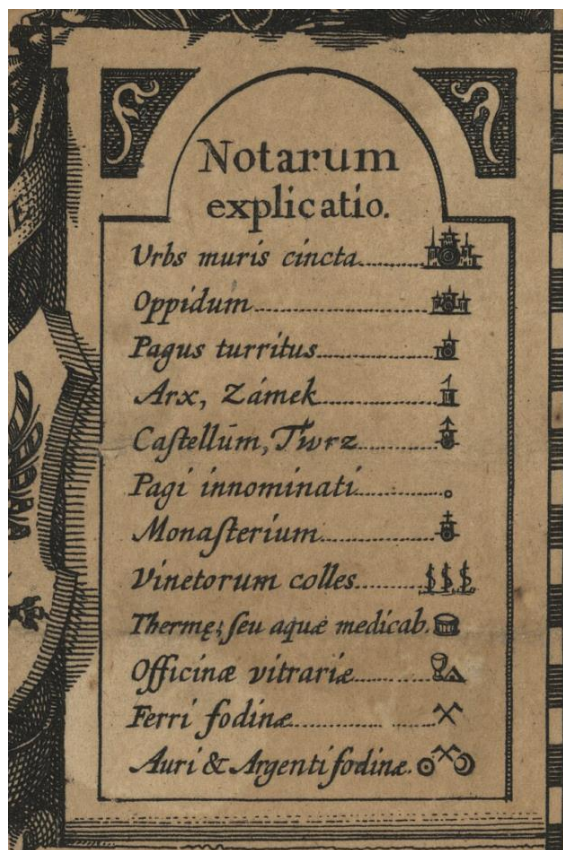 Notarum
explicatio.
Urbs muris cincta
Oppidum
Pagus turritus
Arx, Zámek
Caſtellum, Twrz
Pagi innominati
Monaſterium
Vinetorum colles
Thermę; ſeu aquæ medicab.
Officinæ vitrariæ
Ferri fodinæ
Auri & Argenti fodinæ.